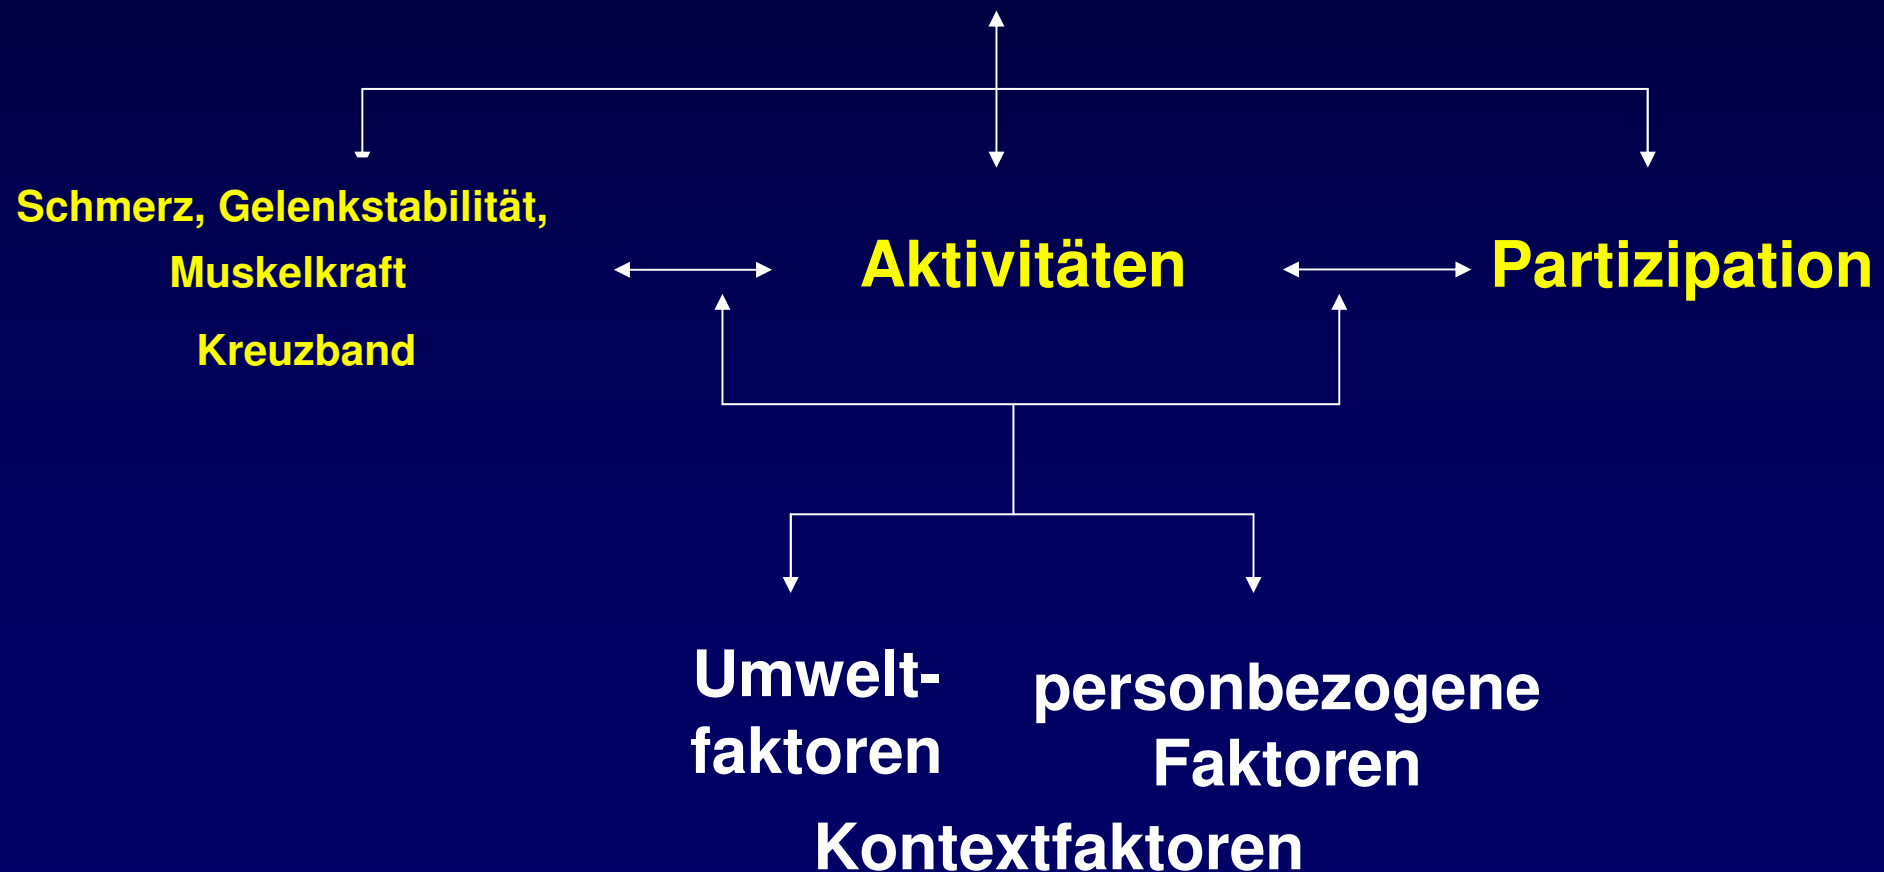 Schmerz, Gelenkstabilität,
Muskelkraft
Kreuzband
Aktivitäten
Partizipation
Umwelt-
faktoren
personbezogene
Faktoren
Kontextfaktoren